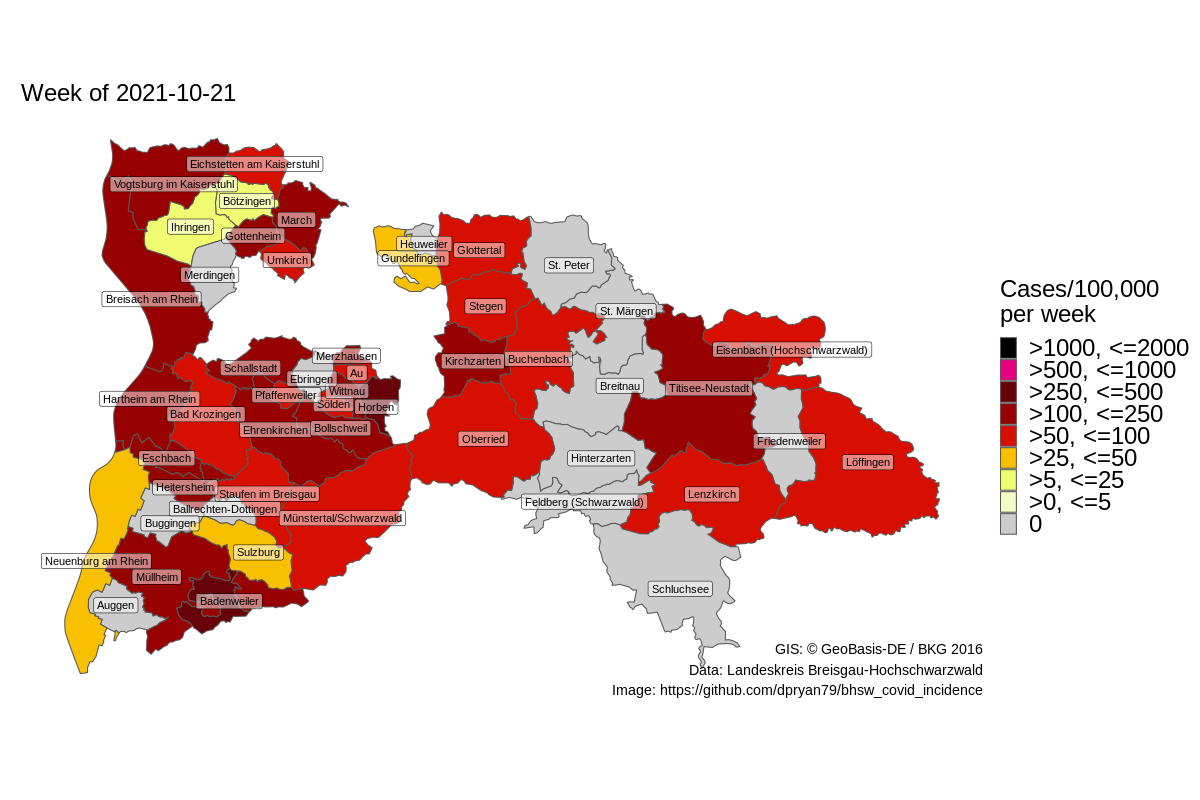 Week of 2021-10-21
Eichstetten am Kaiserstuhl
Vogtsburg im Kaiserstuhl
Bötzingen
March
Ihringen
Gottenheim
Umkirch
Merdingen
Breisach am Rhein
Heuweiler
Gundelfingen
Glottertal
St. Peter
Stegen
St. Märgen
Eisenbach (Hochschwarzwald)
Kirchzarten
Buchenbach
Breitnau
Titisee-Neustadt
Merzhausen
Schallstadt
Au
Ebringen
Wittnau
Pfaffenweiler
Sölden
Horben
Hartheim am Rhein
Bad Krozingen
Ehrenkirchen
Bollschweil
Oberried
Friedenweiler
Löffingen
Eschbach
Hinterzarten
Heitersheim
Staufen im Breisgau
Feldberg (Schwarzwald)
Lenzkirch
Ballrechten-Dottingen
Buggingen
Münstertal/Schwarzwald
Sulzburg
Neuenburg am Rhein
Müllheim
Badenweiler
Auggen
Schluchsee
Cases/100,000
per week
>1000, <=2000
>500, <=1000
>250, <=500
>100, <=250
>50, <=100
>25, <=50
>5, <=25
>0, <=5
0
GIS: © GeoBasis-DE / BKG 2016
Data: Landeskreis Breisgau-Hochschwarzwald
Image: https://github.com/dpryan79/bhsw_covid_incidence